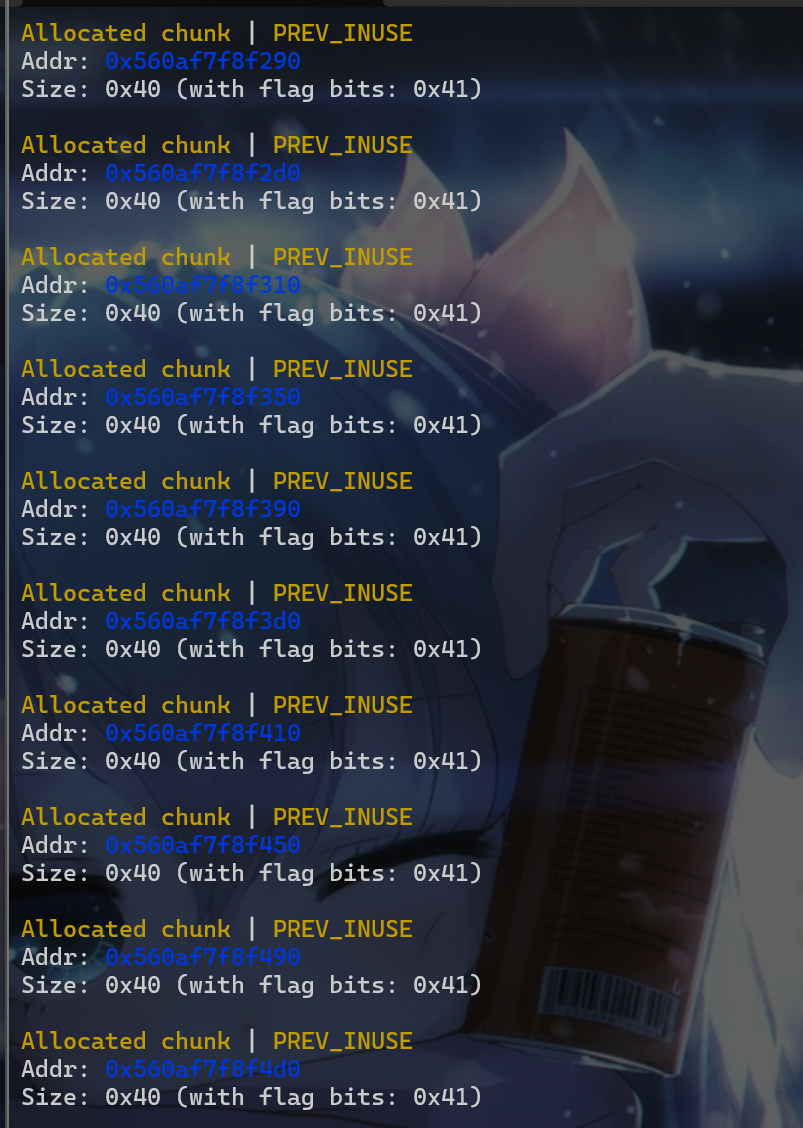 Allocated chunk | PREV_INUSE
Addr: 0x560af7f8f290
Size: 0x40 (with flag bits: 0x41)
Allocated chunk | PREV_INUSE
Addr: 0x560af7f8f2d0
Size: 0x40 (with flag bits: 0x41)
Allocated chunk | PREV_INUSE
Addr: 0x560af7f8f310
Size: 0x40 (with flag bits: 0x41)
Allocated chunk | PREV_INUSE
Addr: 0x560af7f8f350
Size: 0x40 (with flag bits: 0x41)
Allocated chunk | PREV_INUSE
Addr: 0x560af7f8f390
Size: 0x40 (with flag bits: 0x41)
Allocated chunk | PREV_INUSE
Addr: 0x560af7f8f3d0
Size: 0x40 (with flag bits: 0x41)
Allocated chunk | PREV_INUSE
Addr: 0x560af7f8f410
Size: 0x40 (with flag bits: 0x41)
Allocated chunk | PREV_INUSE
Addr: 0x560af7f8f450
Size: 0x40 (with flag bits: 0x41)
Allocated chunk | PREV_INUSE
Addr: 0x560af7f8f490
Size: 0x40 (with flag bits: 0x41)
Allocated chunk | PREV_INUSE
Addr: 0x560af7f8f4d0
Size: 0x40 (with flag bits: 0x41)